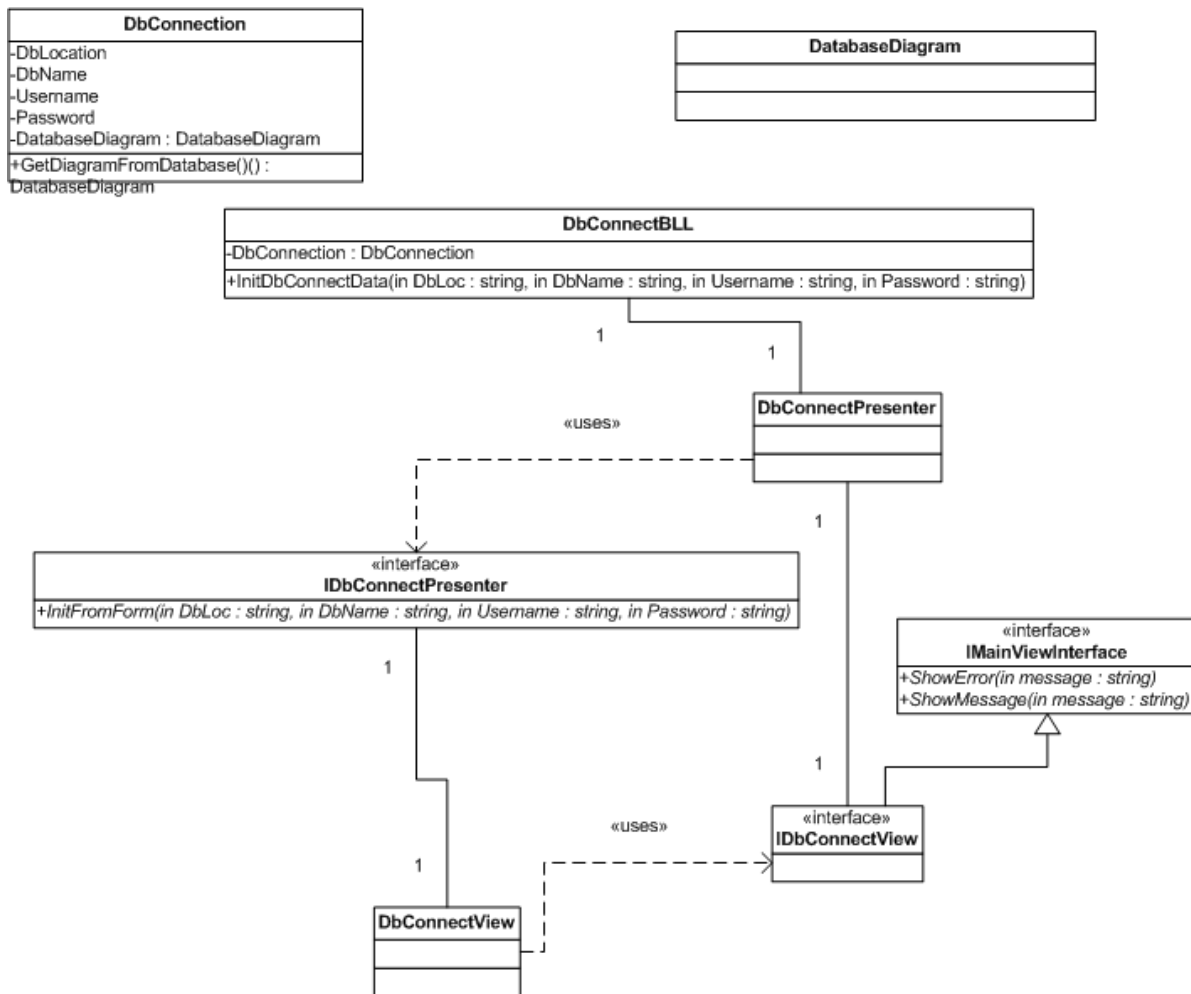 DbConnection
-DbLocation
-DbName
-Username
-Password
-DatabaseDiagram : DatabaseDiagram
+GetDiagramFromDatabase()() :
DatabaseDiagram
DatabaseDiagram
DbConnectBLL
-DbConnection : DbConnection
+InitDbConnectData(in DbLoc : string, in DbName : string, in Username : string, in Password : string)
1
1
DbConnectPresenter
«uses»
1
«interface»
IDbConnectPresenter
+InitFromForm(in DbLoc : string, in DbName : string, in Username : string, in Password : string)
1
«interface»
IMainViewInterface
+ShowError(in message : string)
+ShowMessage(in message : string)
1
«interface»
IDbConnectView
«uses»
1
DbConnectView